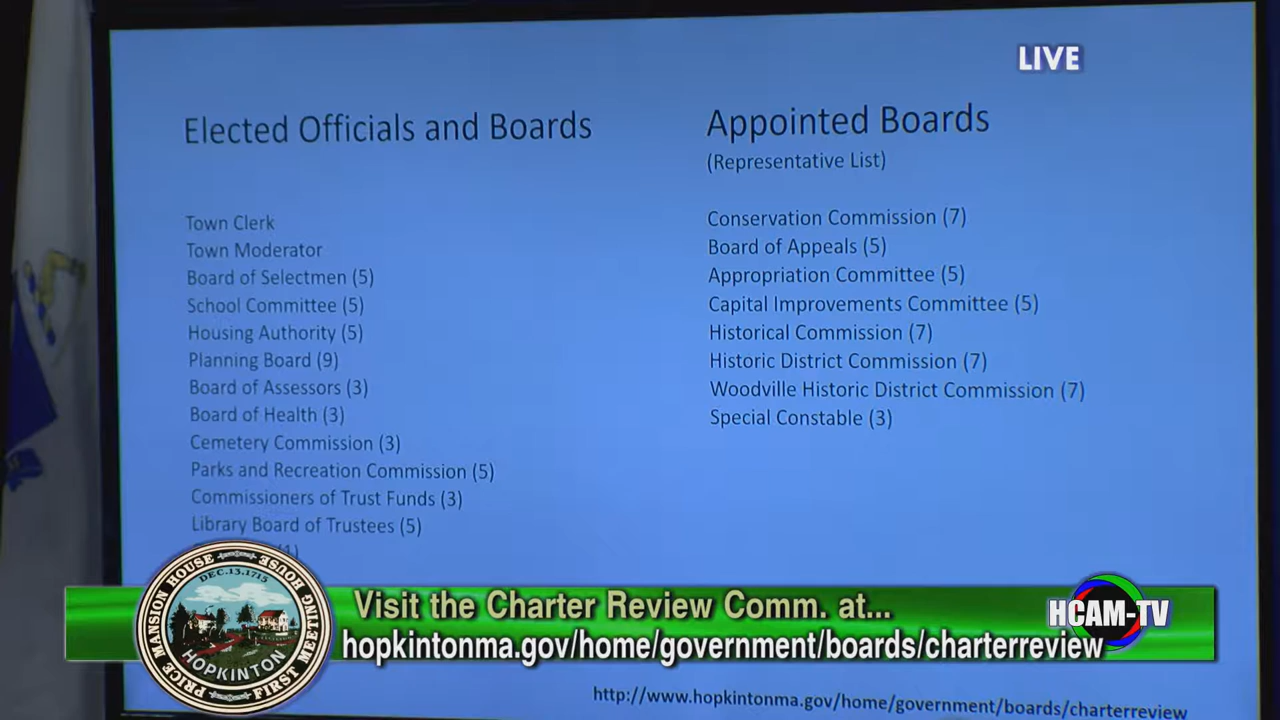 LIVE
Elected Officials and Boards
Town Clerk
Town Moderator
Board of Selectmen (5)
School Committee (5)
Housing Authority (5)
Planning Board (9)
Board of Assessors (3)
Board of Health (3)
Cemetery Commission (3)
Parks and Recreation Commission (5)
Commissioners of Trust Funds (3)
Library Board of Trustees (5)
(1)
Appointed Boards
(Representative List)
Conservation Commission (7)
Board of Appeals (5)
Appropriation Committee (5)
Capital Improvements Committee (5)
Historical Commission (7)
Historic District Commission (7)
Woodville Historic District Commission (7)
Special Constable (3)
PRICE MANSION HOUSE
FIRST MEETING HOUSE
DEC.13.1715
HOPKINTON
Visit the Charter Review Comm. at...
hopkintonma.gov/home/government/boards/charterreview
HCAM-TV
http://www.hopkintonma.gov/home/government/boards/charterreview